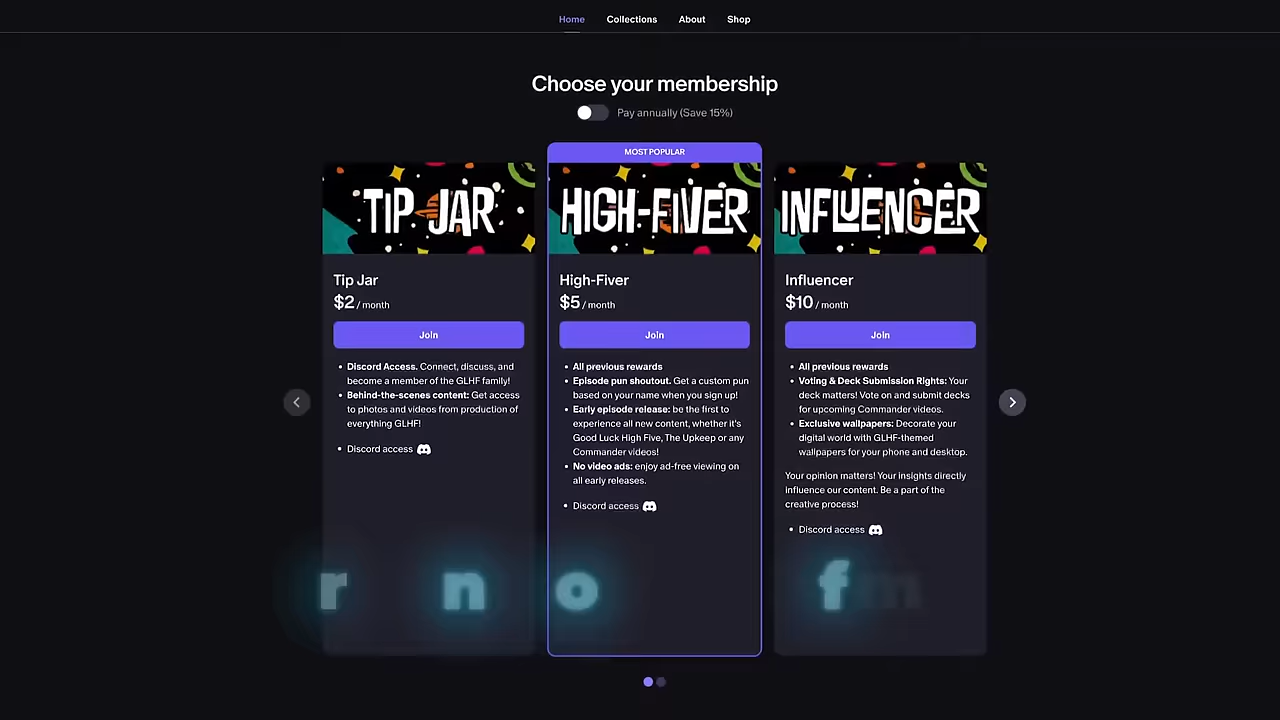 Home Collections About Shop
Choose your membership
Pay annually (Save 15%)
MOST POPULAR
TIP JAR
HIGH-FIVER
INFLUENCER
Tip Jar
$2 / month
Join
• Discord Access. Connect, discuss, and
become a member of the GLHF family!
• Behind-the-scenes content: Get access
to photos and videos from production of
everything GLHF!
• Discord access
High-Fiver
$5 / month
Join
• All previous rewards
• Episode pun shoutout. Get a custom pun
based on your name when you sign up!
• Early episode release: be the first to
experience all new content, whether it's
Good Luck High Five, The Upkeep or any
Commander videos!
• No video ads: enjoy ad-free viewing on
all early releases.
• Discord access
Influencer
$10 / month
Join
• All previous rewards
• Voting & Deck Submission Rights: Your
deck matters! Vote on and submit decks
for upcoming Commander videos.
• Exclusive wallpapers: Decorate your
digital world with GLHF-themed
wallpapers for your phone and desktop.
Your opinion matters! Your insights directly
influence our content. Be a part of the
creative process!
• Discord access
r n o f m